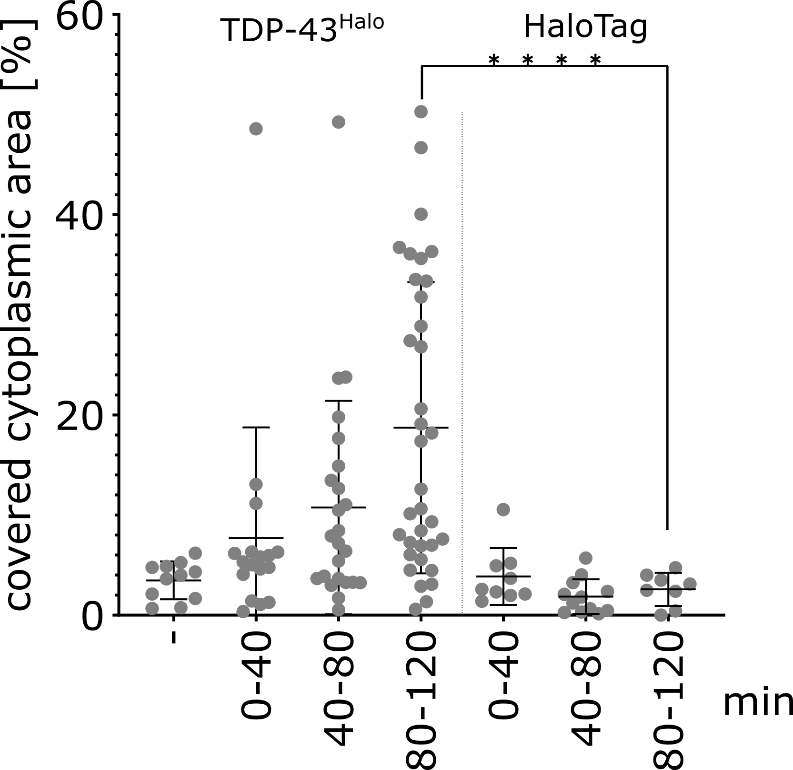 TDP-43Halo
HaloTag
* * * *
covered cytoplasmic area [%]
60
40
20
0
-
0-40
40-80
80-120
0-40
40-80
80-120
min